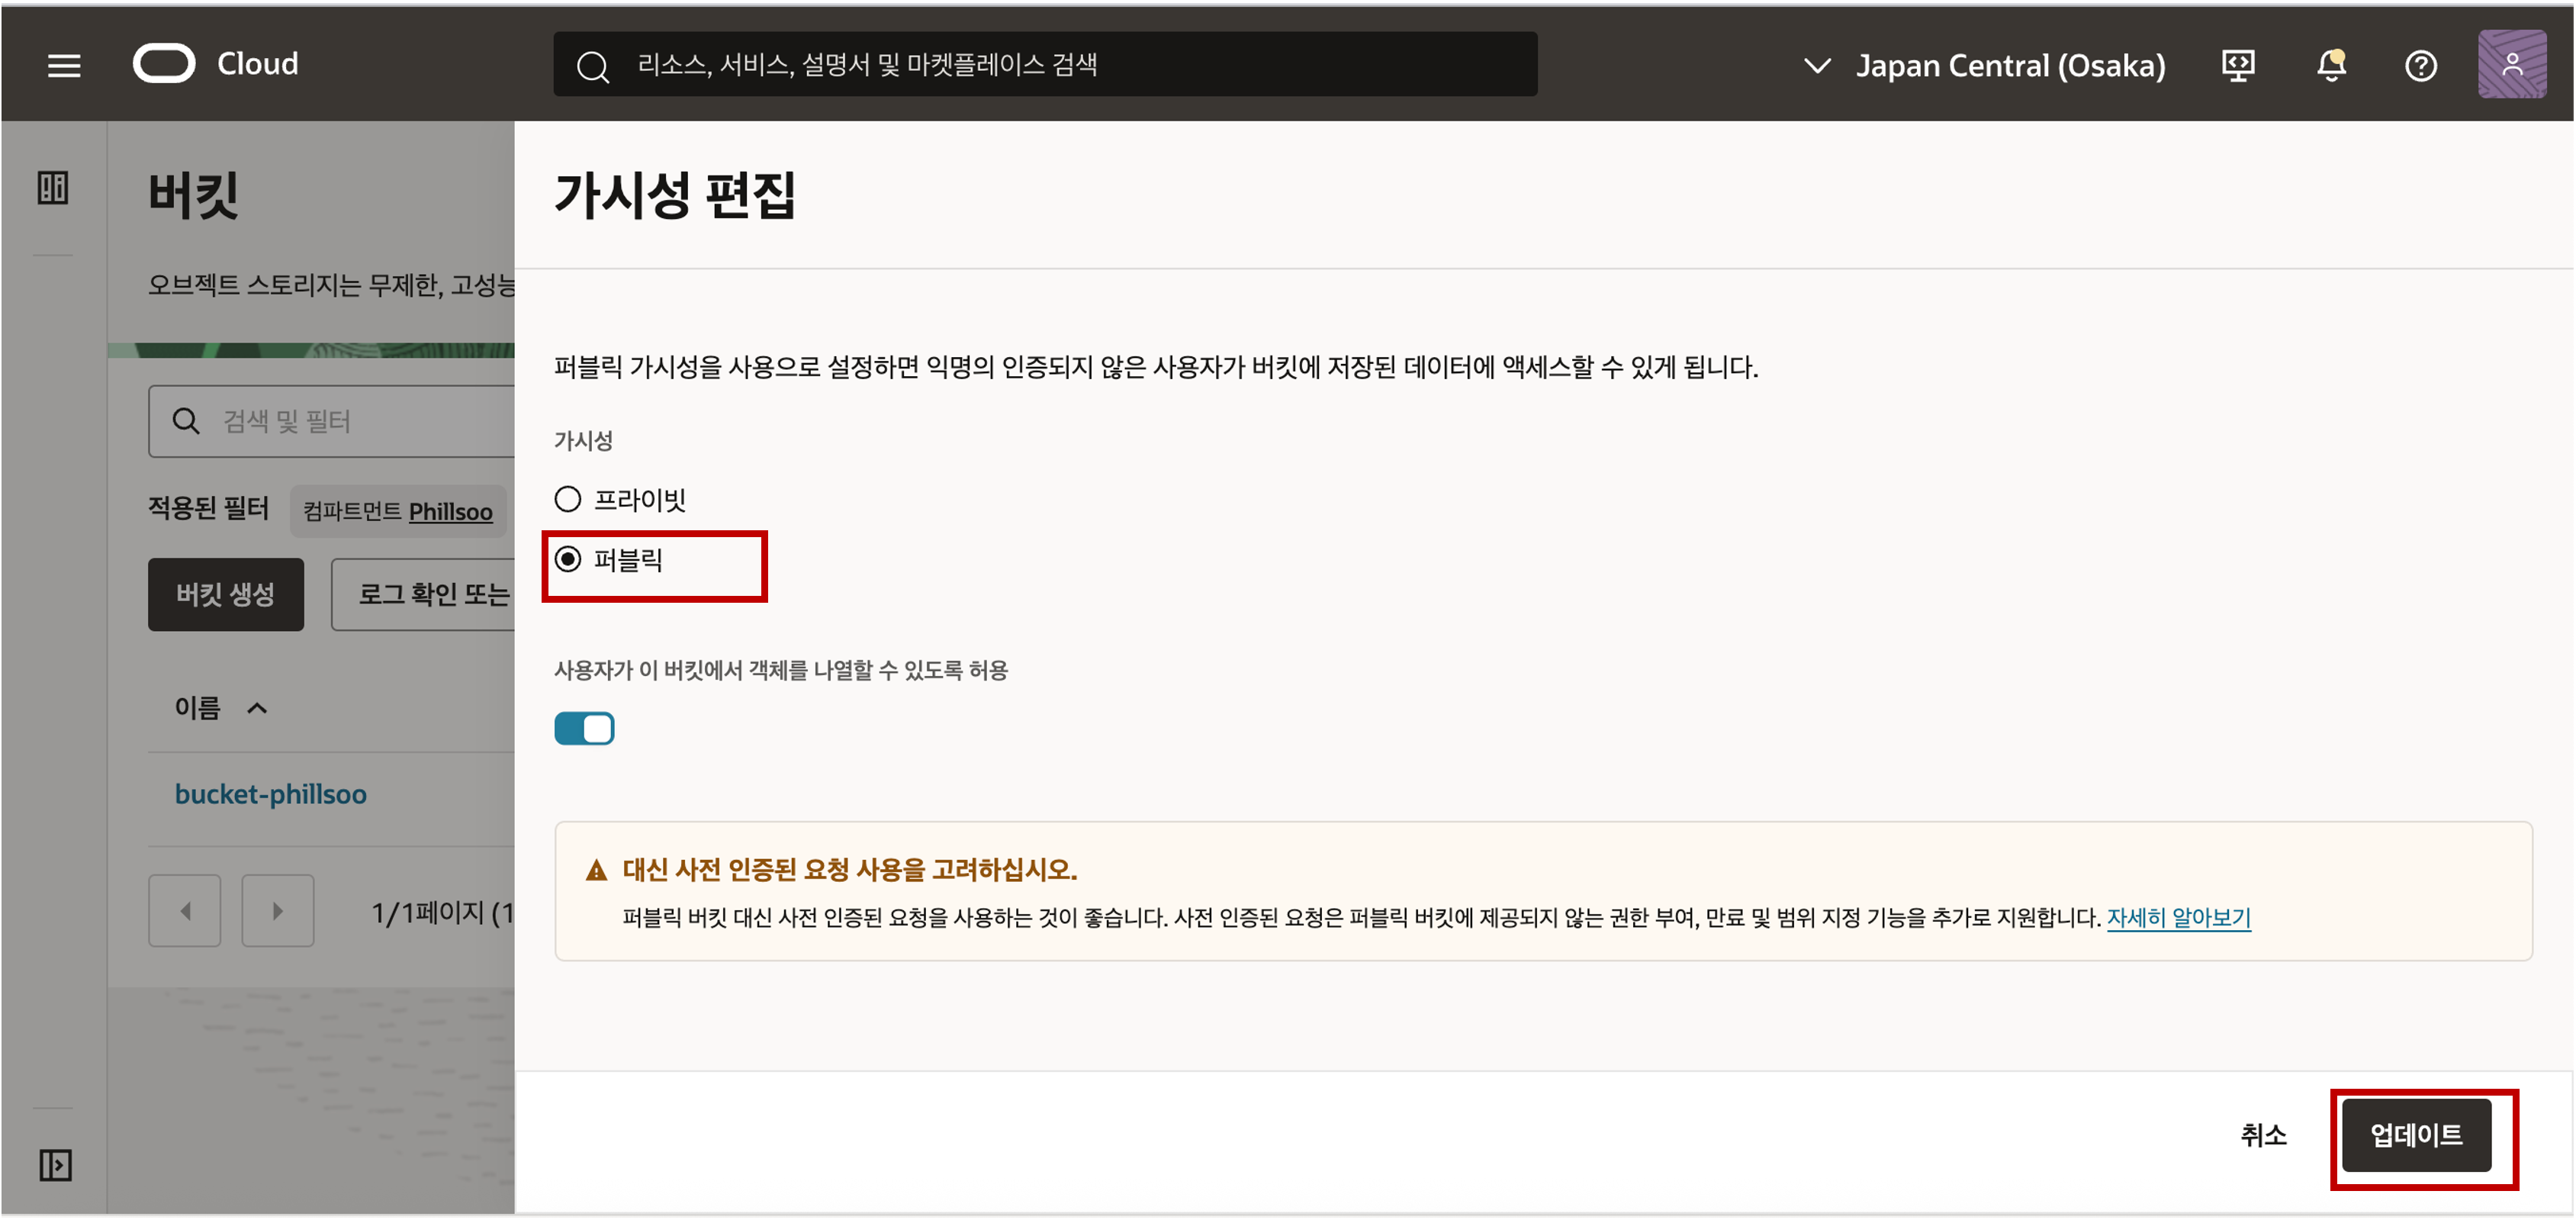 Cloud
리소스, 서비스, 설명서 및 마켓플레이스 검색
Japan Central (Osaka)
버킷
오브젝트 스토리지는 무제한, 고성능
검색 및 필터
적용된 필터
컴파트먼트 Phillsoo
버킷 생성
로그 확인 또는
이름
bucket-phillsoo
1/1페이지 (1
가시성 편집
퍼블릭 가시성을 사용으로 설정하면 익명의 인증되지 않은 사용자가 버킷에 저장된 데이터에 액세스할 수 있게 됩니다.
가시성
프라이빗
퍼블릭
사용자가 이 버킷에서 객체를 나열할 수 있도록 허용
대신 사전 인증된 요청 사용을 고려하십시오.
퍼블릭 버킷 대신 사전 인증된 요청을 사용하는 것이 좋습니다. 사전 인증된 요청은 퍼블릭 버킷에 제공되지 않는 권한 부여, 만료 및 범위 지정 기능을 추가로 지원합니다. 자세히 알아보기
취소
업데이트